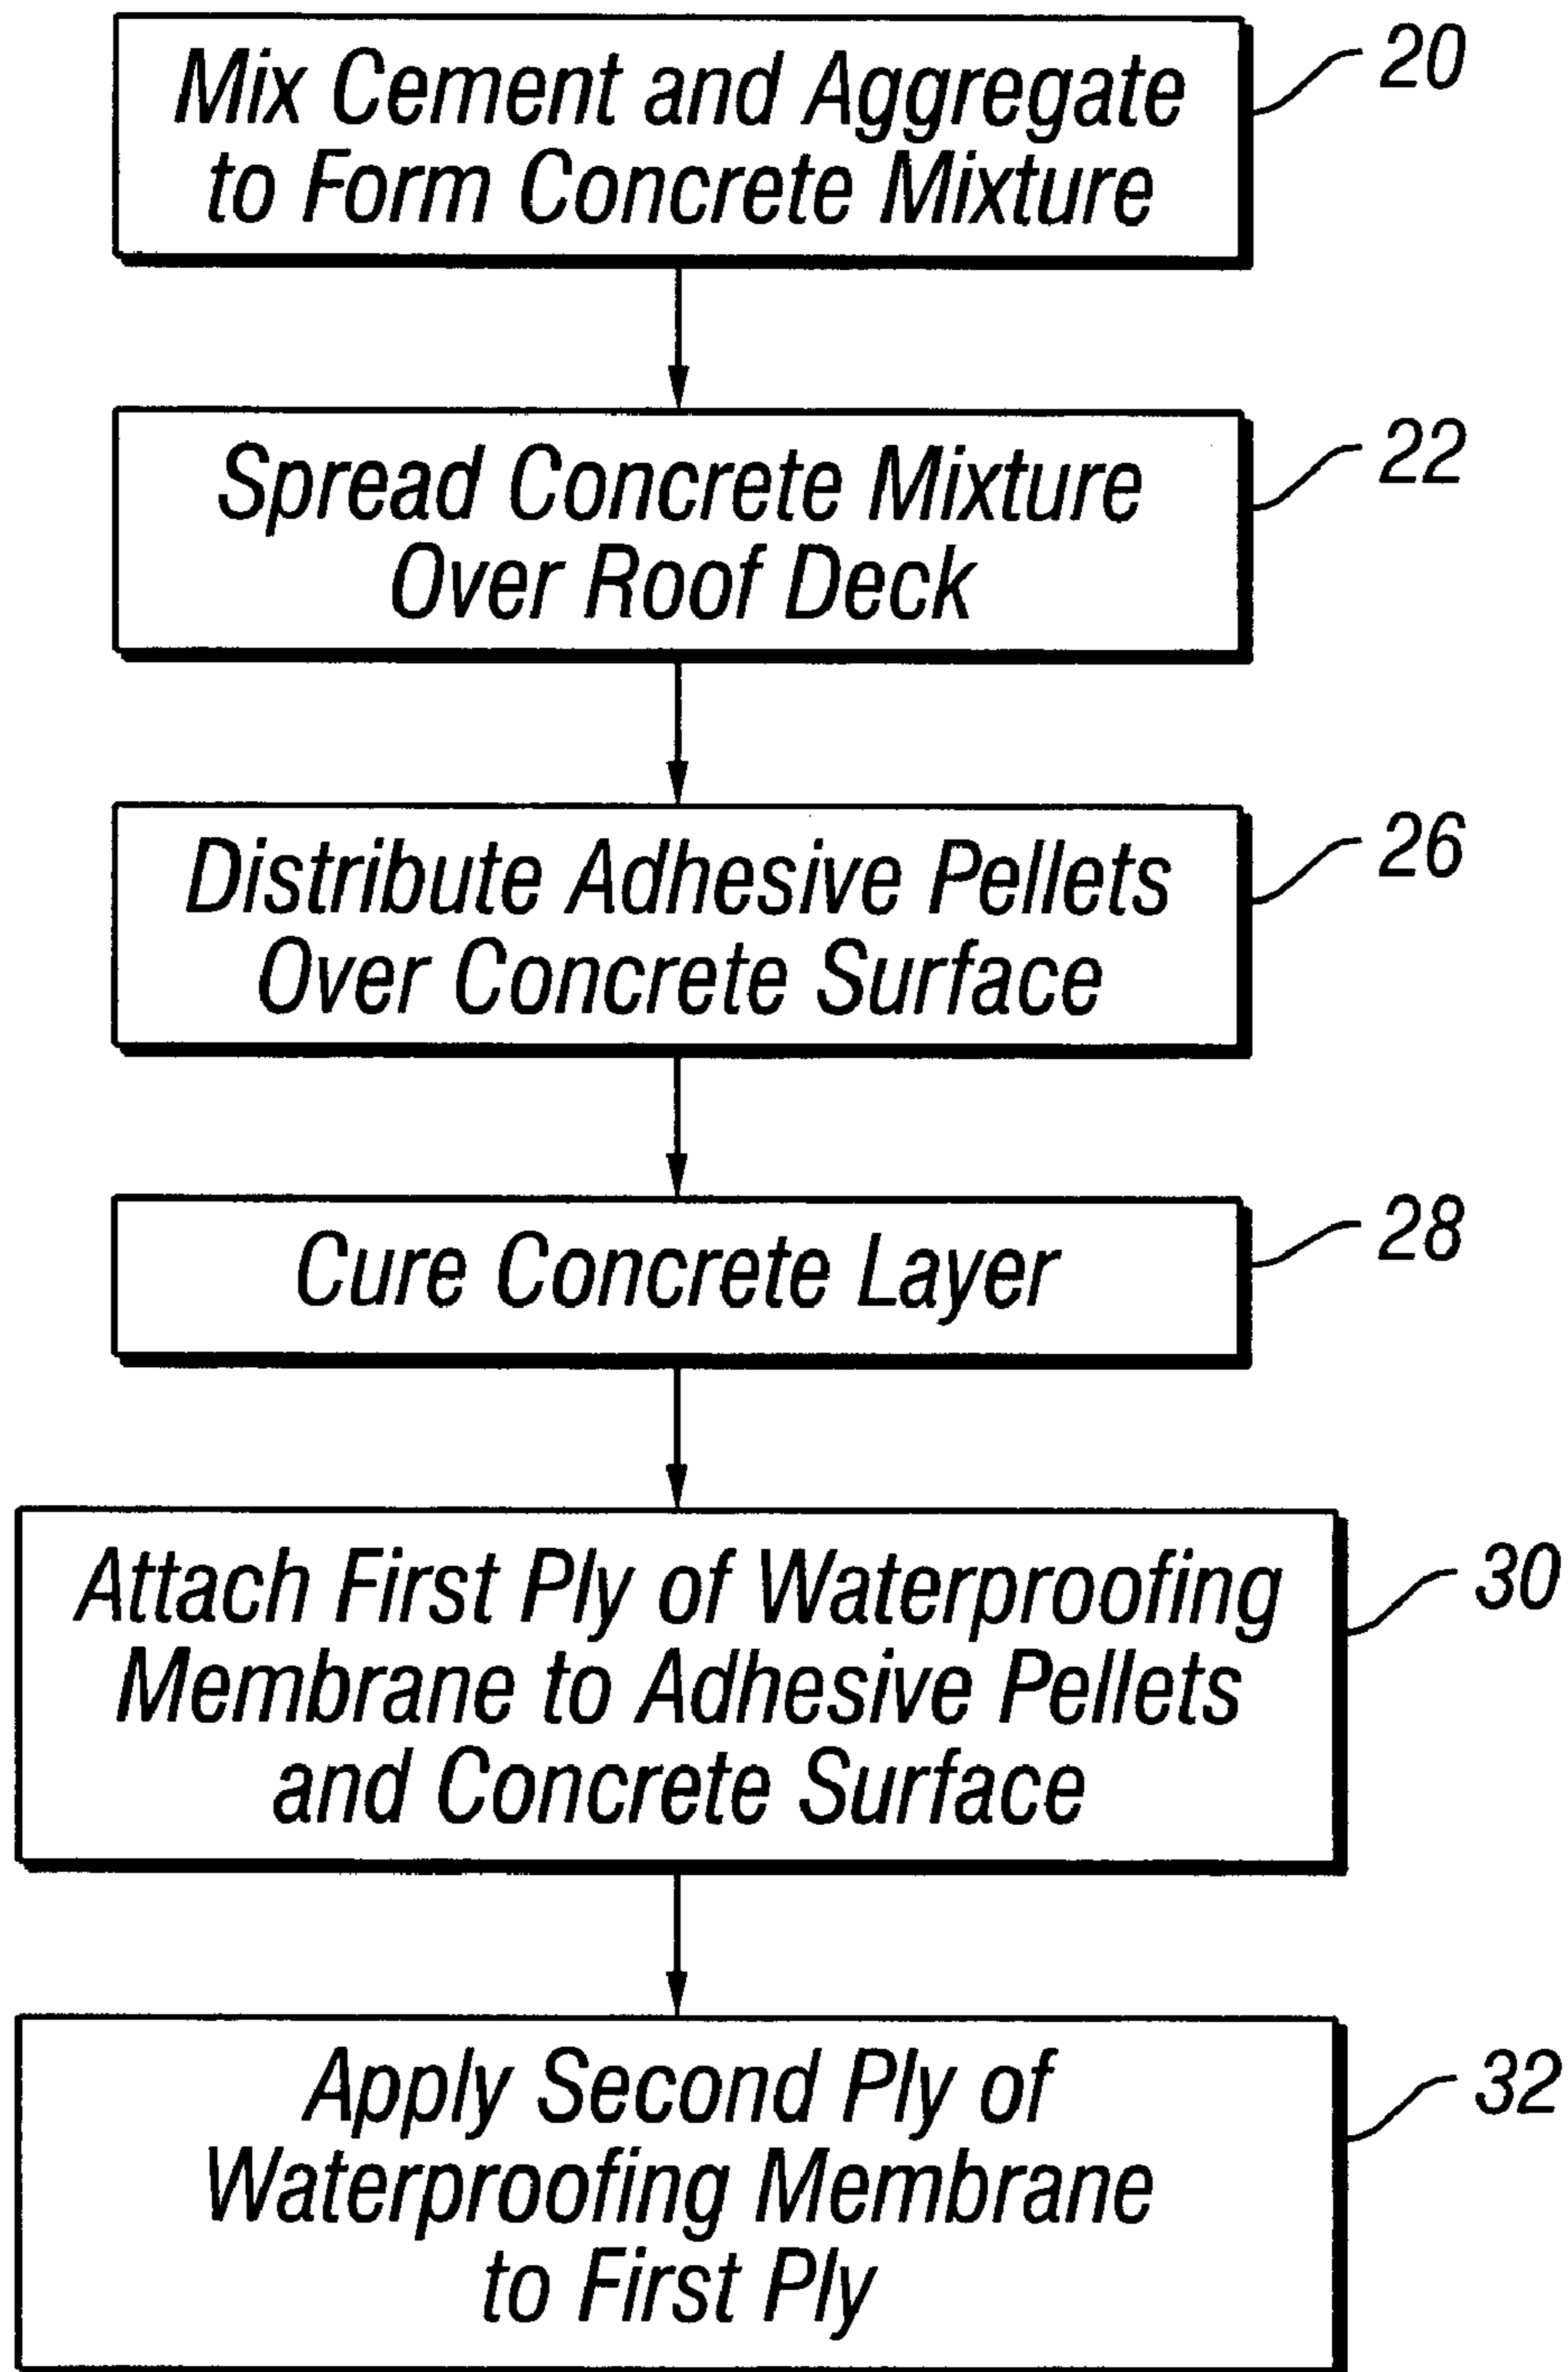 Mix Cement and Aggregate
to Form Concrete Mixture
20
Spread Concrete Mixture
Over Roof Deck
22
Distribute Adhesive Pellets
Over Concrete Surface
26
Cure Concrete Layer
28
Attach First Ply of Waterproofing
Membrane to Adhesive Pellets
and Concrete Surface
30
Apply Second Ply of
Waterproofing Membrane
to First Ply
32